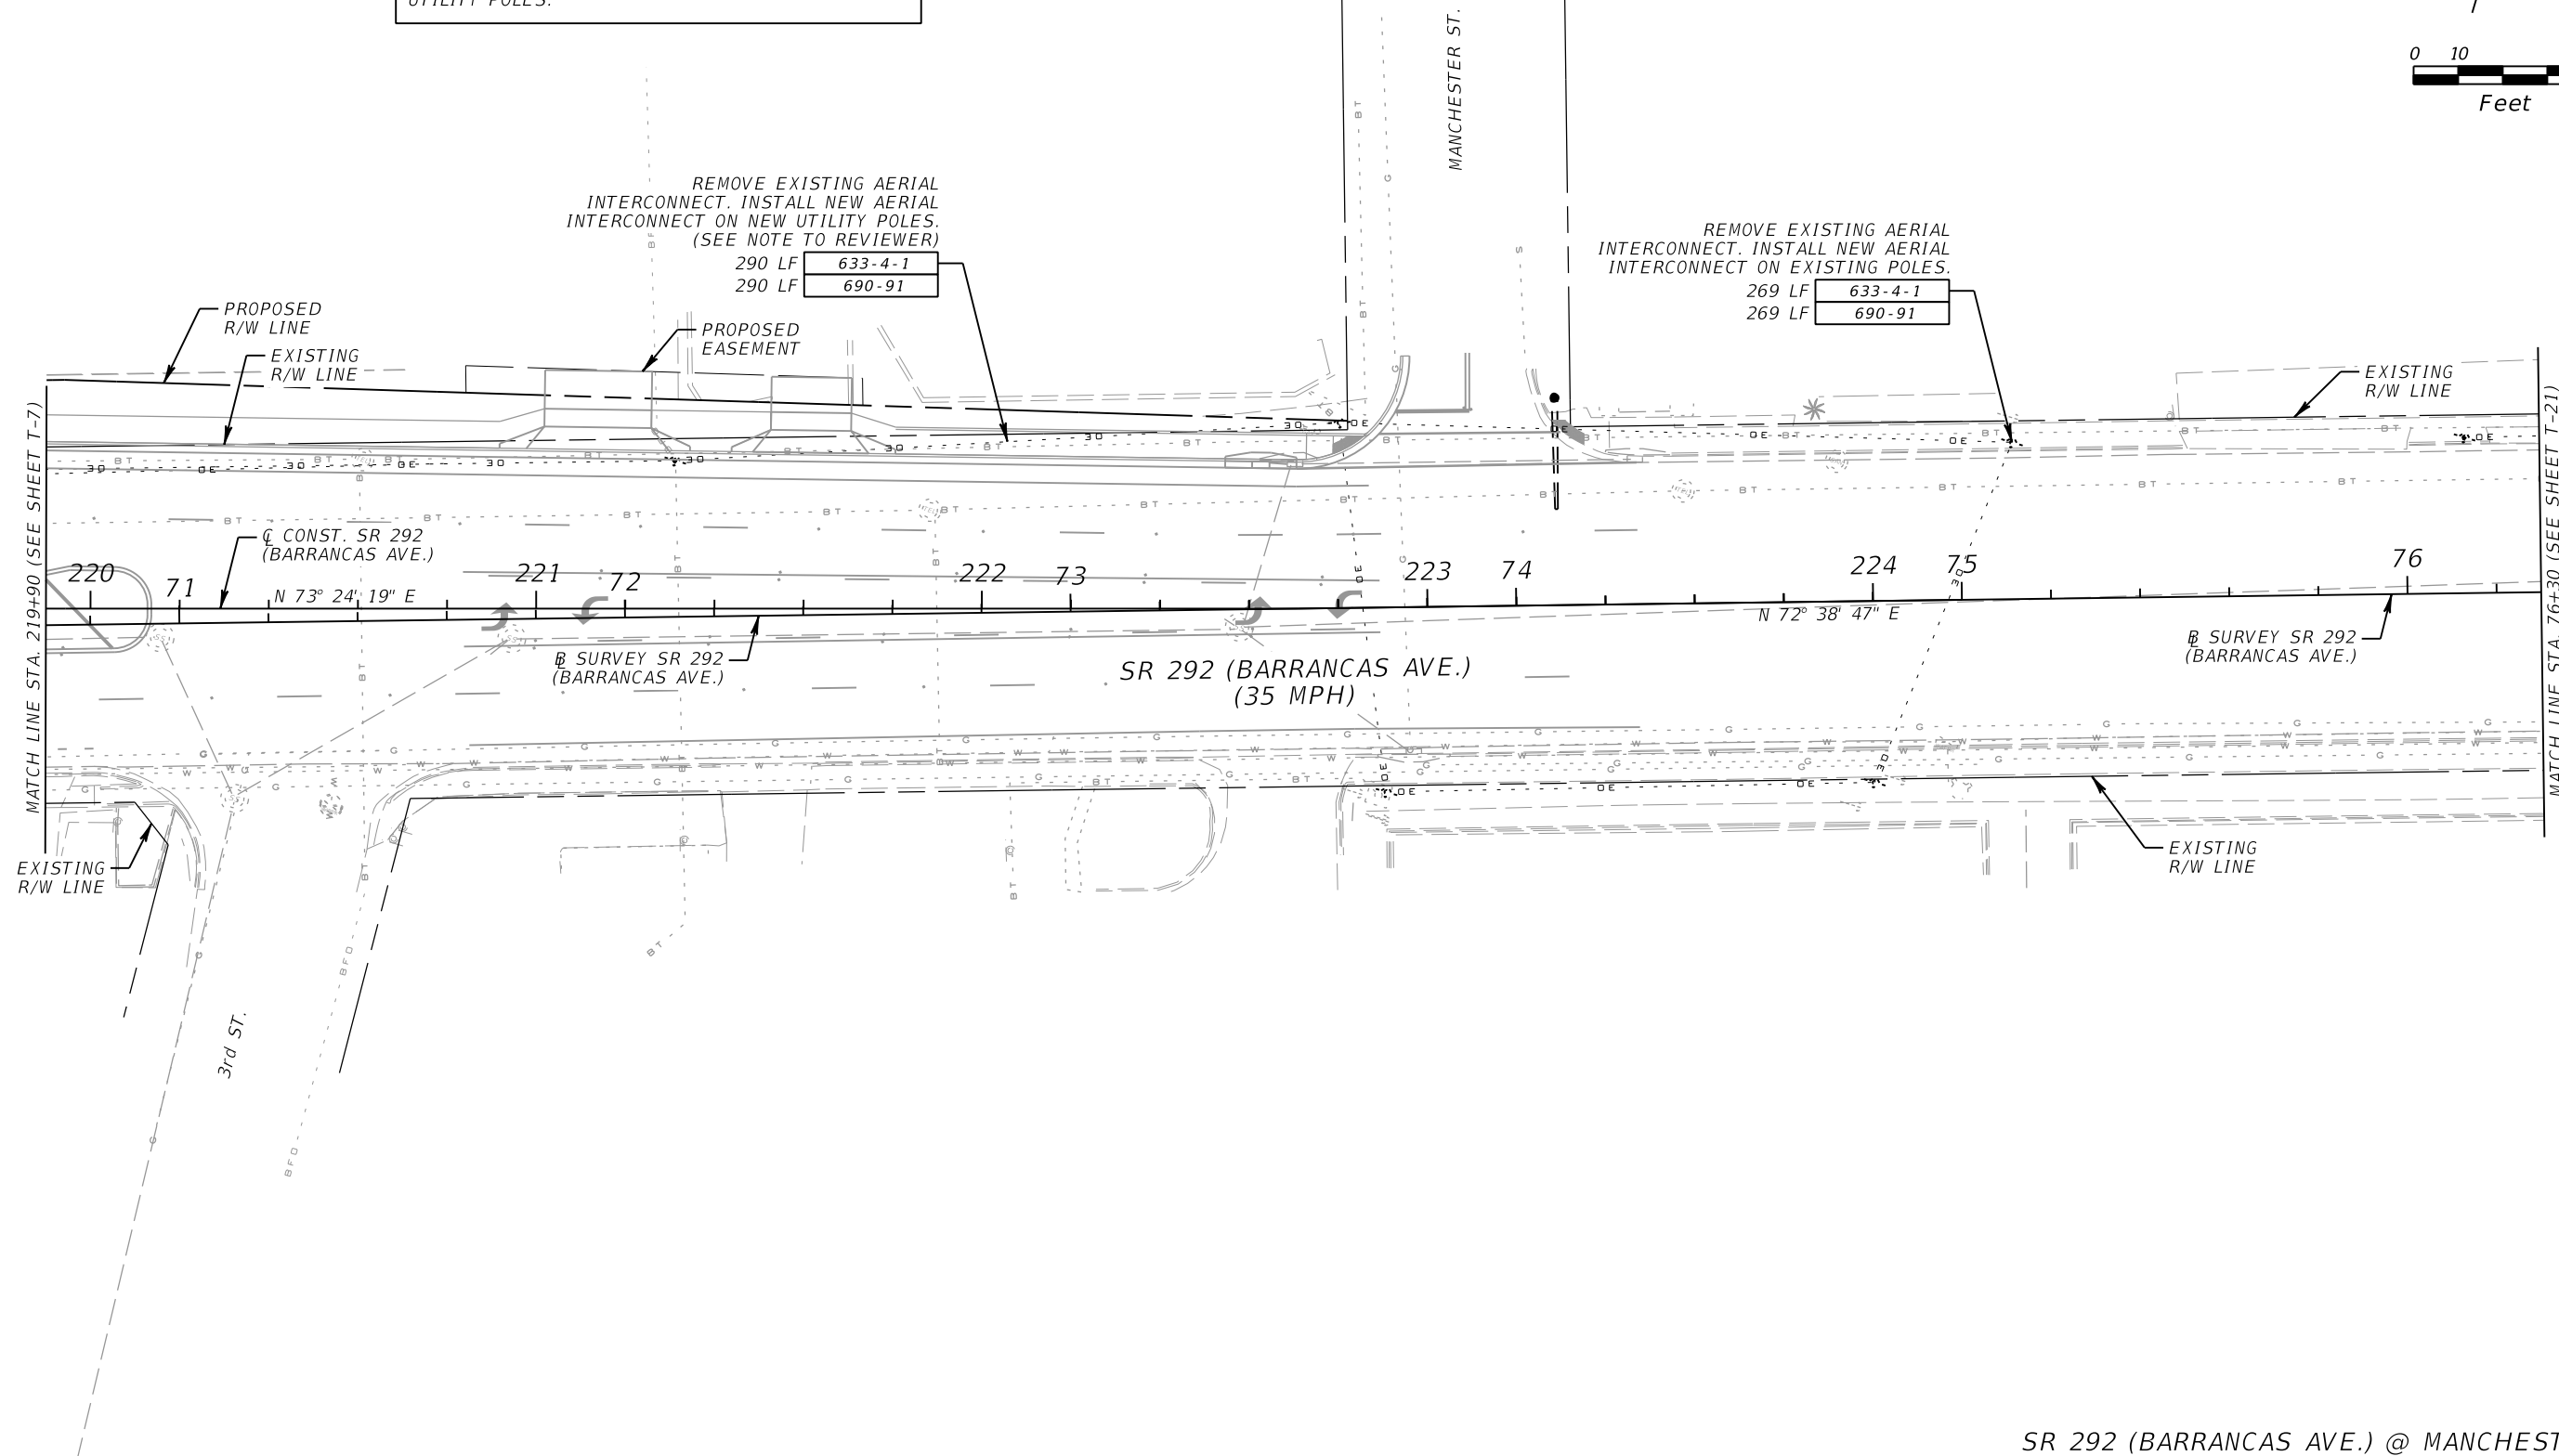 UTILITY POLES.
MANCHESTER ST.
0 10
Feet
REMOVE EXISTING AERIAL
INTERCONNECT. INSTALL NEW AERIAL
INTERCONNECT ON NEW UTILITY POLES.
(SEE NOTE TO REVIEWER)
290 LF 633-4-1
290 LF 690-91
REMOVE EXISTING AERIAL
INTERCONNECT. INSTALL NEW AERIAL
INTERCONNECT ON EXISTING POLES.
269 LF 633-4-1
269 LF 690-91
PROPOSED
R/W LINE
EXISTING
R/W LINE
PROPOSED
EASEMENT
EXISTING
R/W LINE
MATCH LINE STA. 219+90 (SEE SHEET T-7)
MATCH LINE STA. 76+30 (SEE SHEET T-21)
℄ CONST. SR 292
(BARRANCAS AVE.)
220 71 221 72 222 73 223 74 224 75 76
N 73° 24' 19" E
N 72° 38' 47" E
BL SURVEY SR 292
(BARRANCAS AVE.)
BL SURVEY SR 292
(BARRANCAS AVE.)
SR 292 (BARRANCAS AVE.)
(35 MPH)
EXISTING
R/W LINE
EXISTING
R/W LINE
3rd ST.
SR 292 (BARRANCAS AVE.) @ MANCHEST